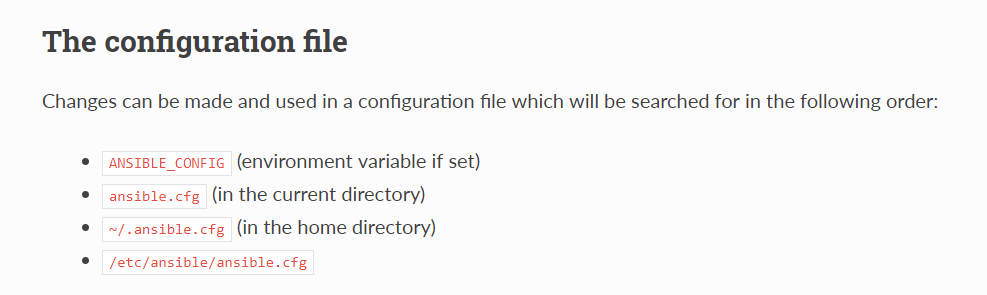 The configuration file
Changes can be made and used in a configuration file which will be searched for in the following order:
• ANSIBLE_CONFIG (environment variable if set)
• ansible.cfg (in the current directory)
• ~/.ansible.cfg (in the home directory)
• /etc/ansible/ansible.cfg